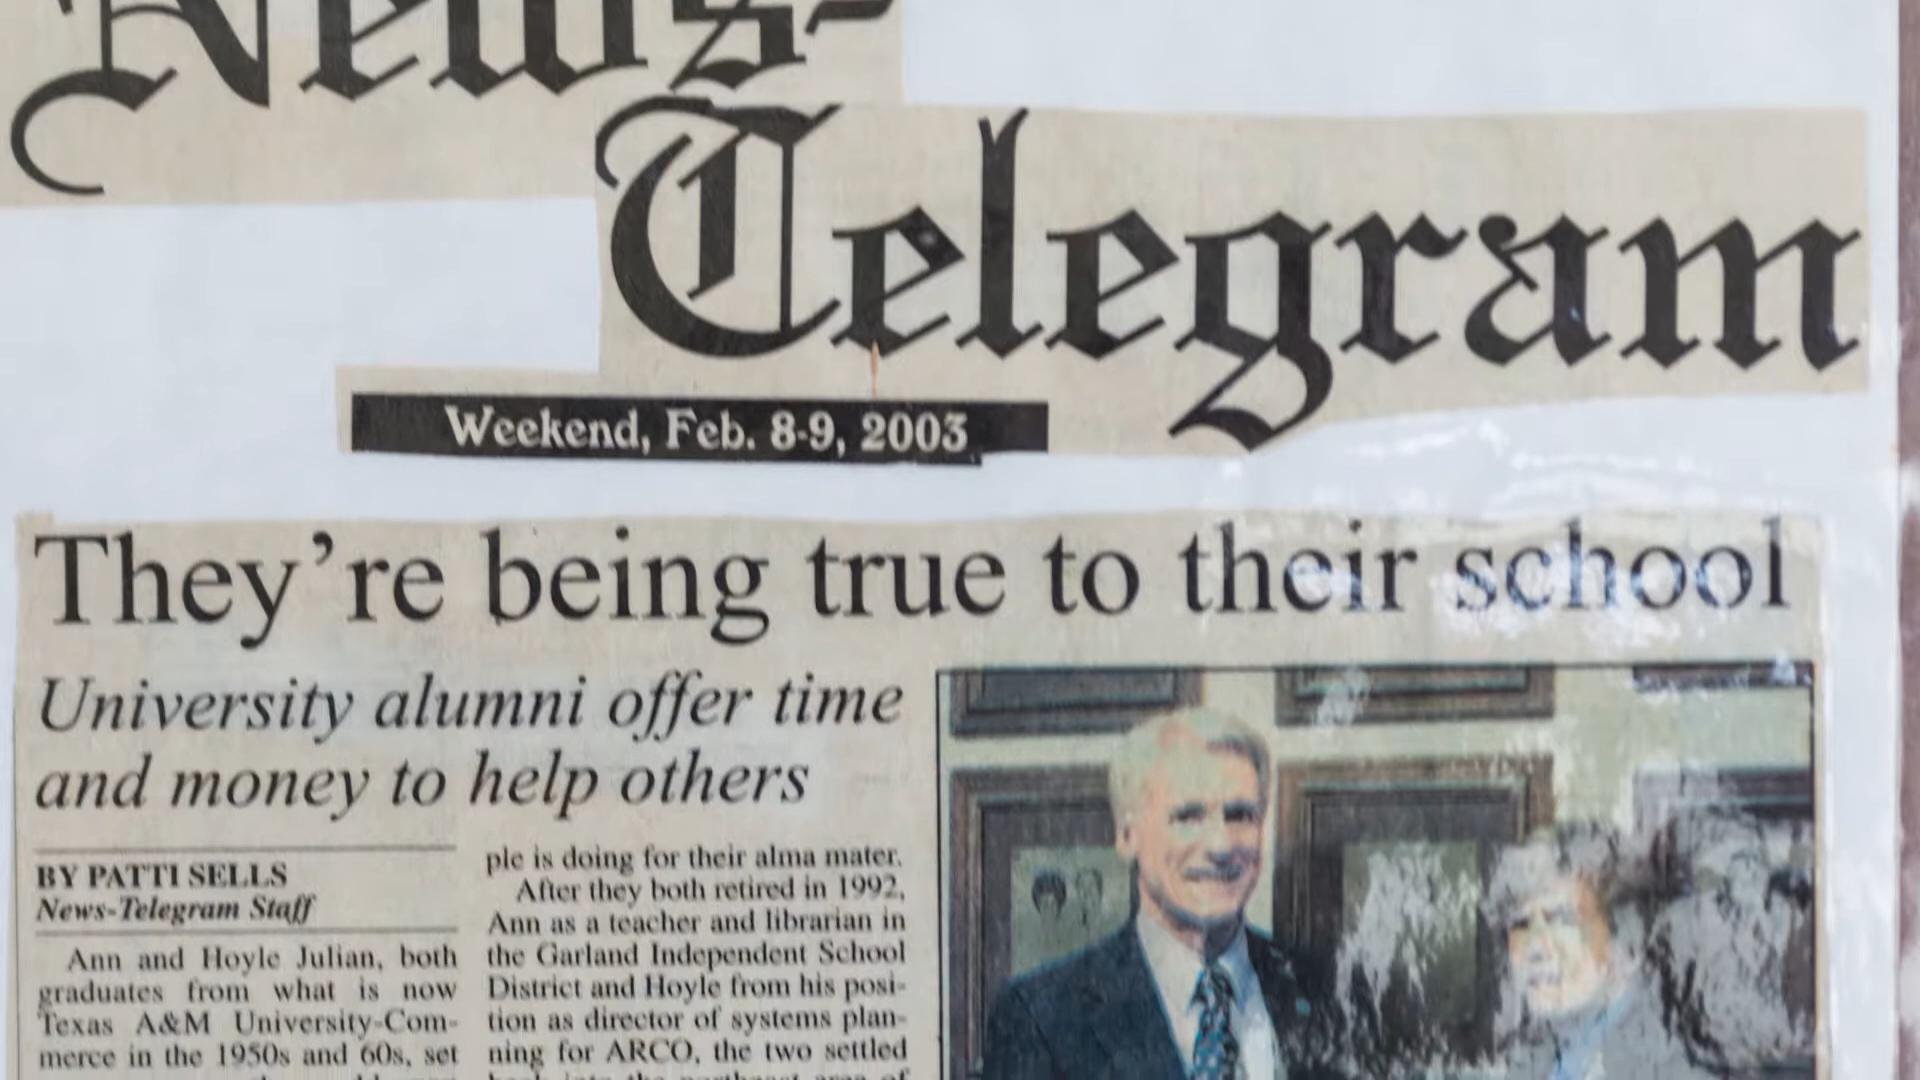 News-
Telegram
Weekend, Feb. 8-9, 2003
They're being true to their school
University alumni offer time
and money to help others
BY PATTI SELLS
News-Telegram Staff
Ann and Hoyle Julian, both
graduates from what is now
Texas A&M University-Com-
merce in the 1950s and 60s, set
ple is doing for their alma mater.
After they both retired in 1992,
Ann as a teacher and librarian in
the Garland Independent School
District and Hoyle from his posi-
tion as director of systems plan-
ning for ARCO, the two settled